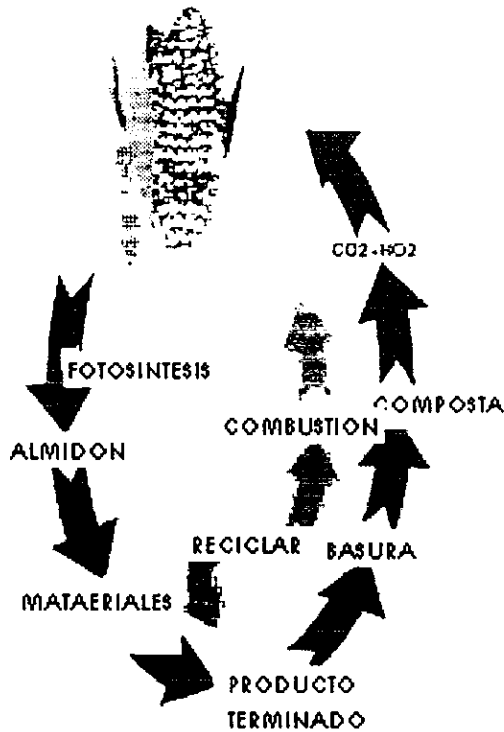 CO2+HO2
FOTOSINTESIS
COMPOSTA
COMBUSTION
ALMIDON
RECICLAR
BASURA
MATAERIALES
PRODUCTO
TERMINADO